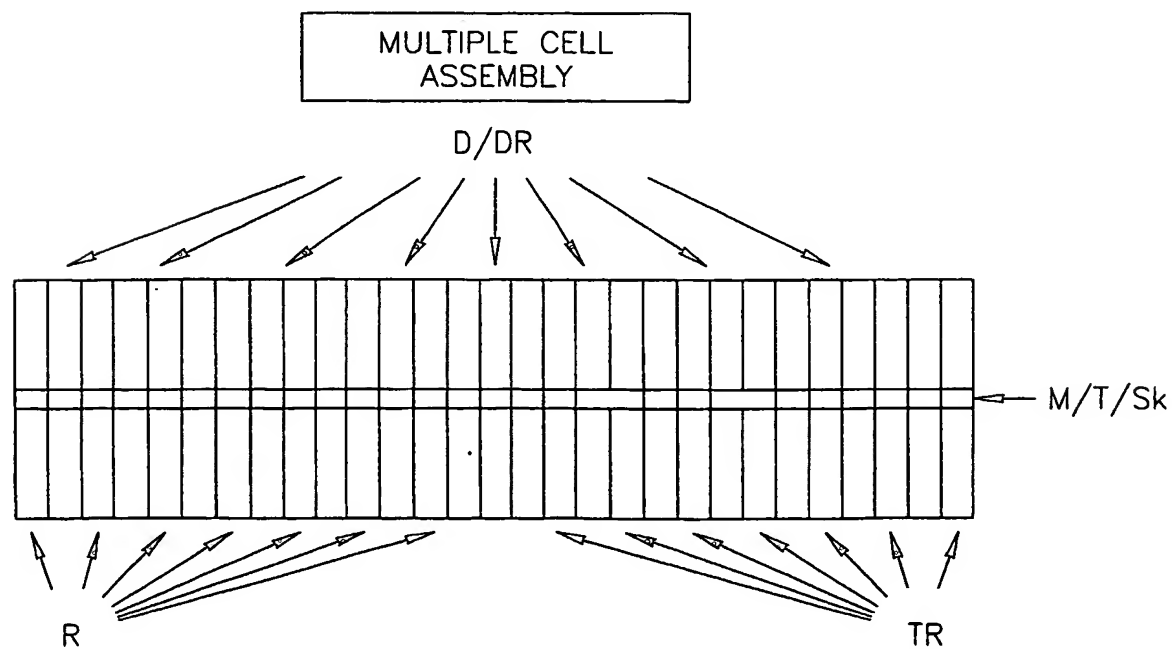 MULTIPLE CELL
ASSEMBLY
D/DR
M/T/Sk
R
TR